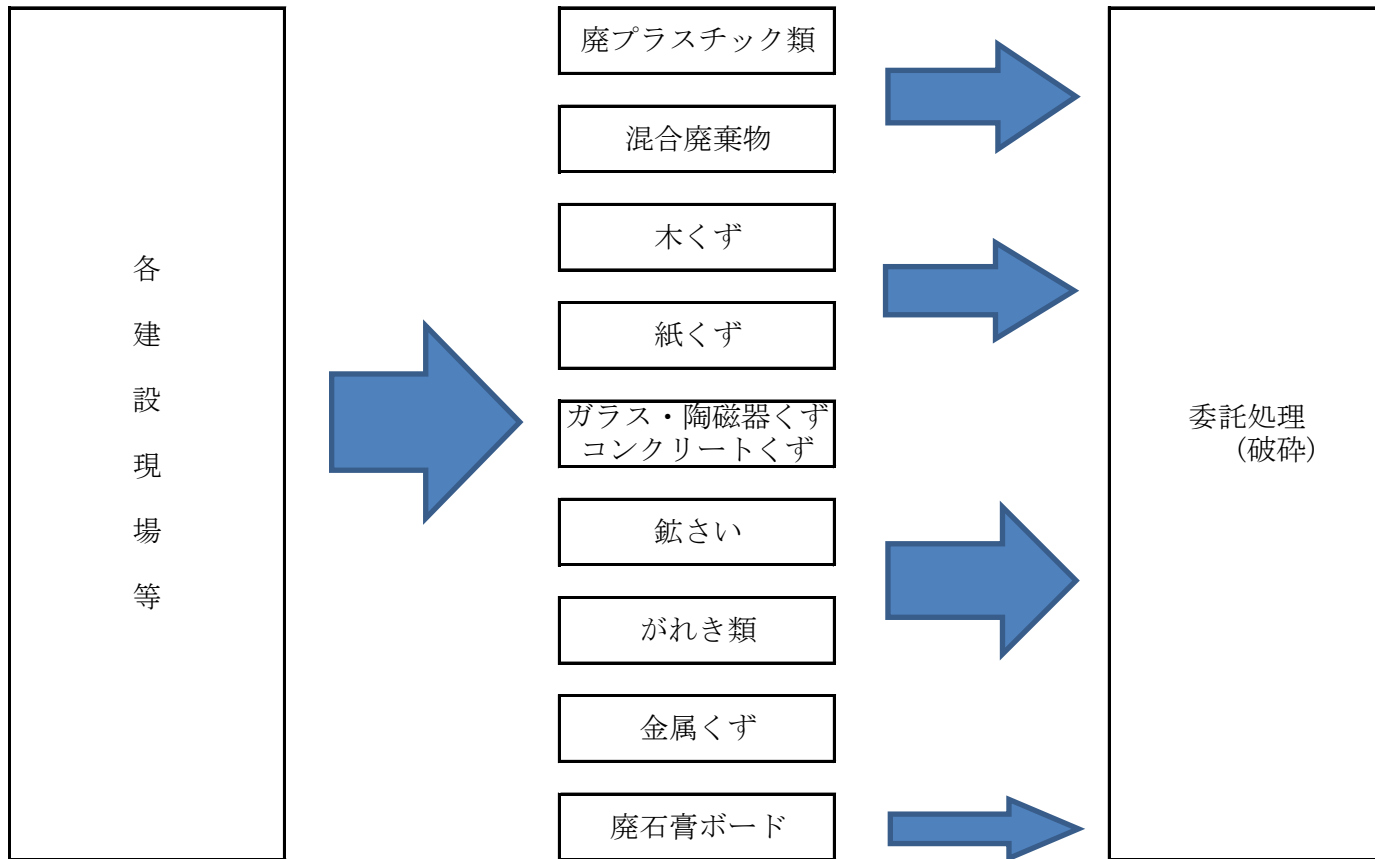 各建設現場等
廃プラスチック類
混合廃棄物
木くず
紙くず
ガラス・陶磁器くず
コンクリートくず
鉱さい
がれき類
金属くず
廃石膏ボード
委託処理
（破砕）